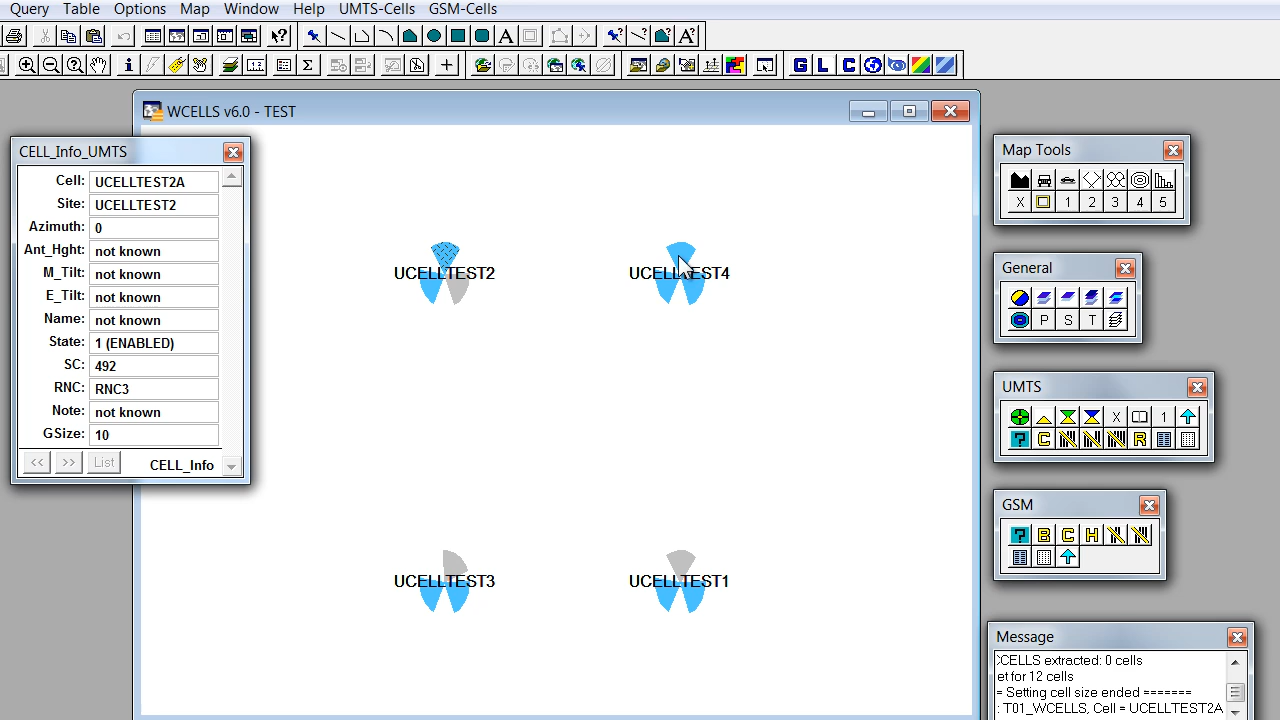 Query Table Options Map Window Help UMTS-Cells GSM-Cells
WCELLS v6.0 - TEST
CELL_Info_UMTS
Cell: UCELLTEST2A
Site: UCELLTEST2
Azimuth: 0
Ant_Hght: not known
M_Tilt: not known
E_Tilt: not known
Name: not known
State: 1 (ENABLED)
SC: 492
RNC: RNC3
Note: not known
GSize: 10
<< >> List CELL_Info
UCELLTEST2
UCELLTEST4
UCELLTEST3
UCELLTEST1
Map Tools
X 1 2 3 4 5
General
P S T
UMTS
X 1
? C R
GSM
? B C H
Message
CELLS extracted: 0 cells
et for 12 cells
= Setting cell size ended =======
: T01_WCELLS, Cell = UCELLTEST2A